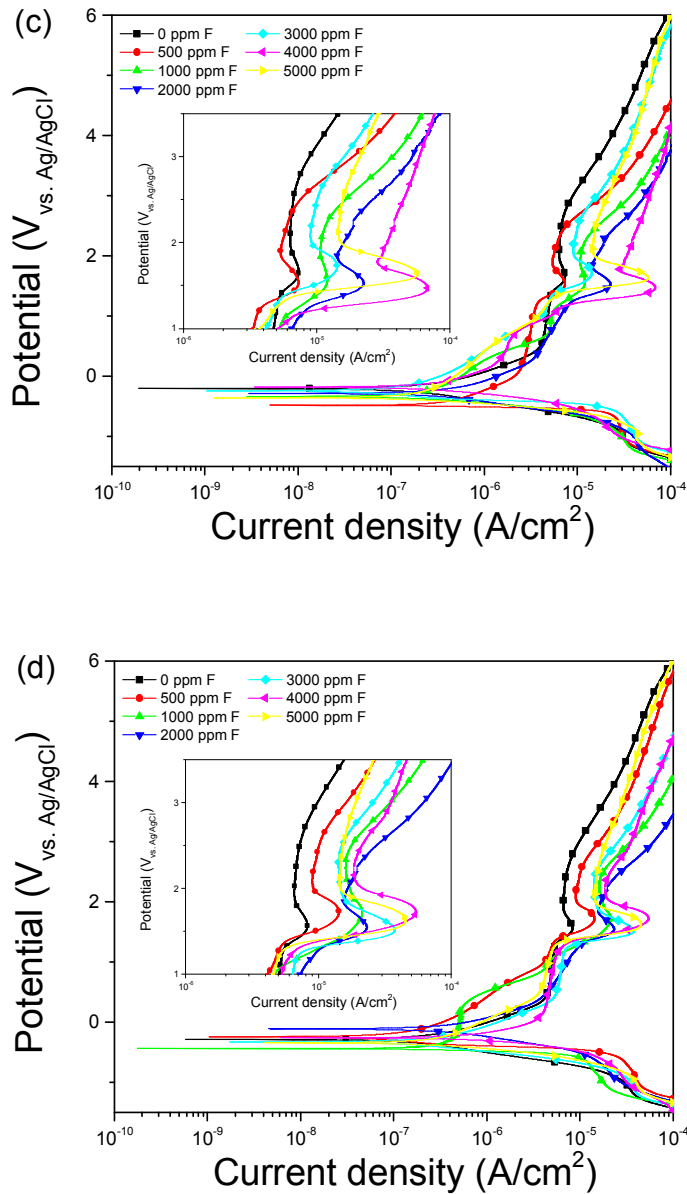 (c)
6
4
2
0
Potential (V vs. Ag/AgCl)
0 ppm F
500 ppm F
1000 ppm F
2000 ppm F
3000 ppm F
4000 ppm F
5000 ppm F
3
2
1
Potential (V vs. Ag/AgCl)
10-6 10-5 10-4
Current density (A/cm2)
10-10 10-9 10-8 10-7 10-6 10-5 10-4
Current density (A/cm2)
(d)
6
4
2
0
Potential (V vs. Ag/AgCl)
0 ppm F
500 ppm F
1000 ppm F
2000 ppm F
3000 ppm F
4000 ppm F
5000 ppm F
3
2
1
Potential (V vs. Ag/AgCl)
10-6 10-5 10-4
Current density (A/cm2)
10-10 10-9 10-8 10-7 10-6 10-5 10-4
Current density (A/cm2)